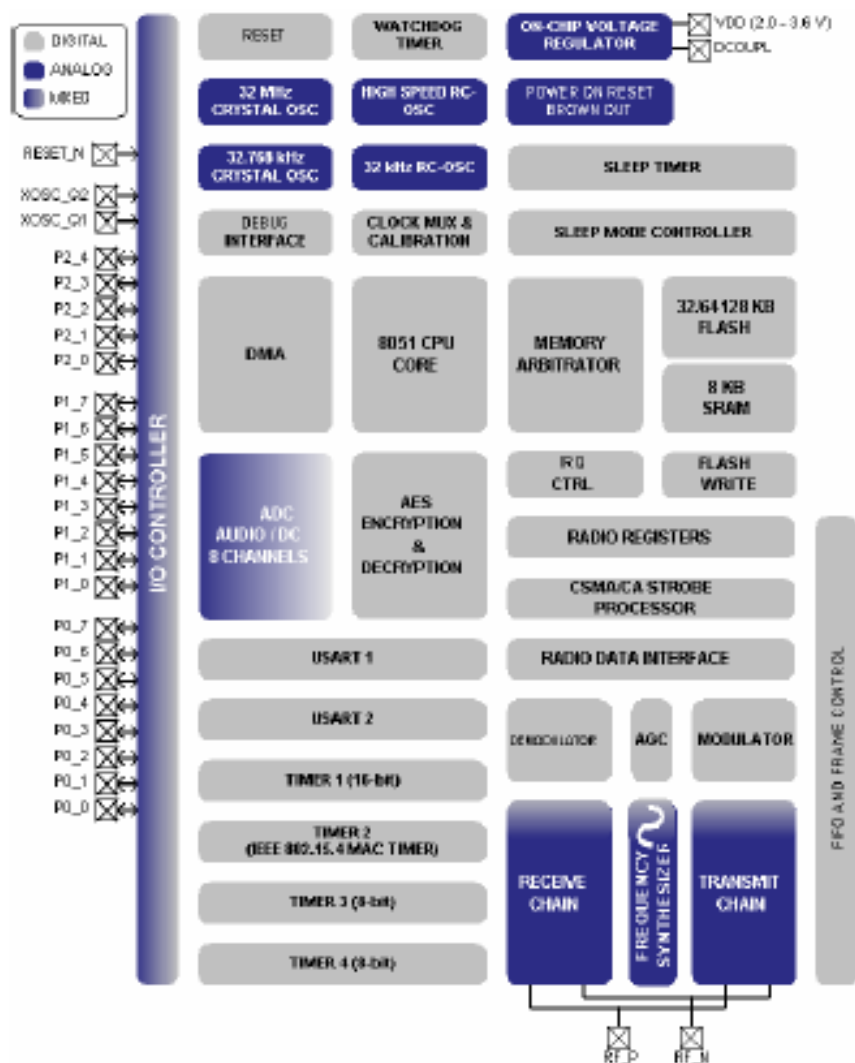 DIGITAL
ANALOG
MIXED
RESET
WATCHDOG
TIMER
ON-CHIP VOLTAGE
REGULATOR
VDD (2.0 - 3.6 V)
DCOUPL
32 MHz
CRYSTAL OSC
HIGH SPEED RC-
OSC
POWER ON RESET
BROWN OUT
RESET_N
32.768 kHz
CRYSTAL OSC
32 kHz RC-OSC
SLEEP TIMER
XOSC_Q2
XOSC_Q1
DEBUG
INTERFACE
CLOCK MUX &
CALIBRATION
SLEEP MODE CONTROLLER
P2_4
P2_3
P2_2
P2_1
P2_0
DMA
8051 CPU
CORE
MEMORY
ARBITRATOR
32/64/128 KB
FLASH
8 KB
SRAM
P1_7
P1_6
P1_5
P1_4
P1_3
P1_2
P1_1
P1_0
I/O CONTROLLER
ADC
AUDIO / DC
8 CHANNELS
AES
ENCRYPTION
&
DECRYPTION
IRQ
CTRL
FLASH
WRITE
RADIO REGISTERS
CSMA/CA STROBE
PROCESSOR
P0_7
P0_6
P0_5
P0_4
P0_3
P0_2
P0_1
P0_0
USART 1
RADIO DATA INTERFACE
USART 2
DEMODULATOR
AGC
MODULATOR
TIMER 1 (16-bit)
TIMER 2
(IEEE 802.15.4 MAC TIMER)
TIMER 3 (8-bit)
TIMER 4 (8-bit)
RECEIVE
CHAIN
FREQUENCY
SYNTHESIZER
TRANSMIT
CHAIN
FIFO AND FRAME CONTROL
RF_P
RF_N